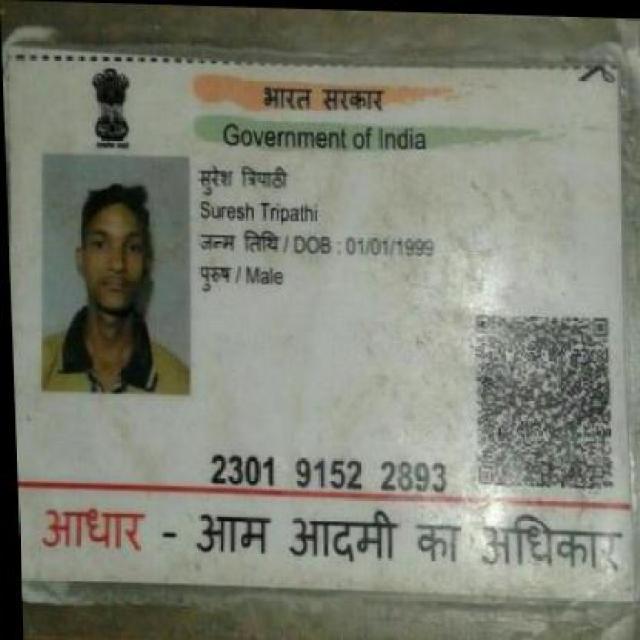 भारत सरकार
Government of India
सुरेश त्रिपाठी
Suresh Tripathi
जन्म तिथि / DOB : 01/01/1999
पुरुष / Male
2301 9152 2893
आधार - आम आदमी का अधिकार